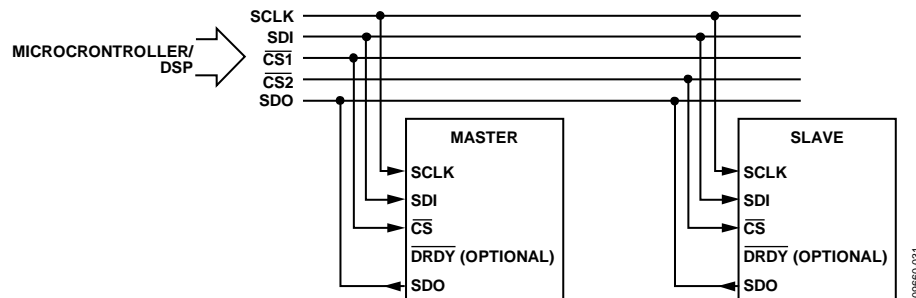 SCLK
SDI
MICROCRONTROLLER/
DSP
CS1
CS2
SDO
MASTER
SCLK
SDI
CS
DRDY (OPTIONAL)
SDO
SLAVE
SCLK
SDI
CS
DRDY (OPTIONAL)
SDO